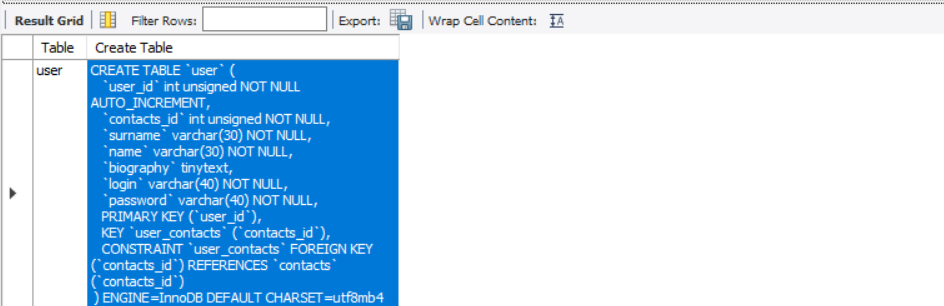 Result Grid Filter Rows: Export: Wrap Cell Content:
Table Create Table
user CREATE TABLE `user` (
`user_id` int unsigned NOT NULL
AUTO_INCREMENT,
`contacts_id` int unsigned NOT NULL,
`surname` varchar(30) NOT NULL,
`name` varchar(30) NOT NULL,
`biography` tinytext,
`login` varchar(40) NOT NULL,
`password` varchar(40) NOT NULL,
PRIMARY KEY (`user_id`),
KEY `user_contacts` (`contacts_id`),
CONSTRAINT `user_contacts` FOREIGN KEY
(`contacts_id`) REFERENCES `contacts`
(`contacts_id`)
) ENGINE=InnoDB DEFAULT CHARSET=utf8mb4